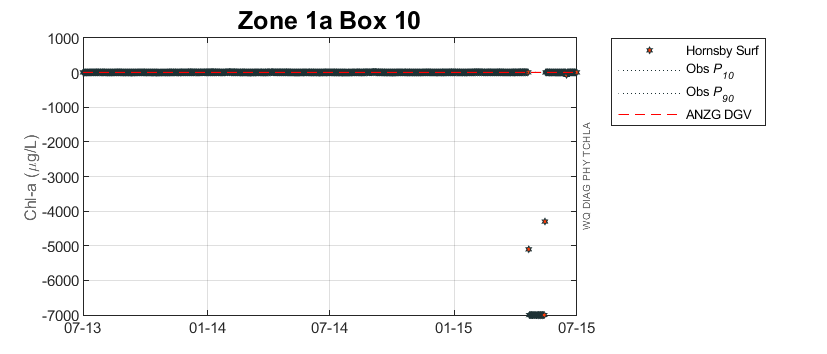 Zone 1a Box 10
1000
0
-1000
-2000
-3000
-4000
-5000
-6000
-7000
Chl-a (μg/L)
07-13
01-14
07-14
01-15
07-15
WQ DIAG PHY TCHLA
Hornsby Surf
Obs P10
Obs P90
ANZG DGV